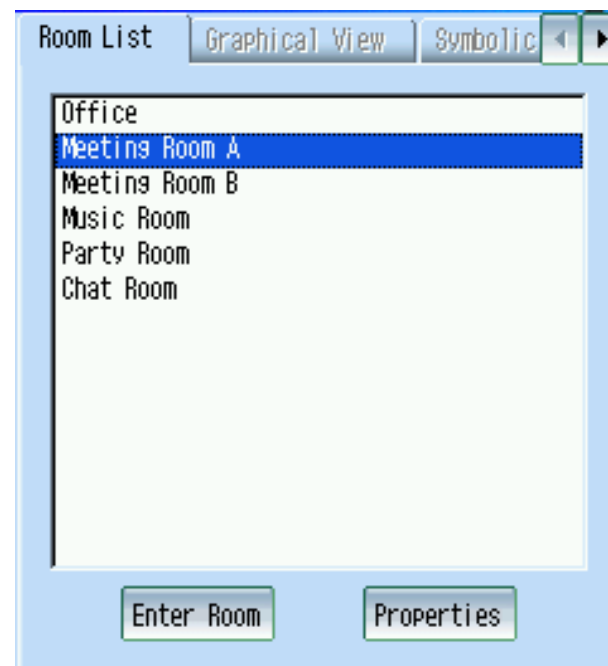 Room List Graphical View Symbolic
Office
Meeting Room A
Meeting Room B
Music Room
Party Room
Chat Room
Enter Room Properties